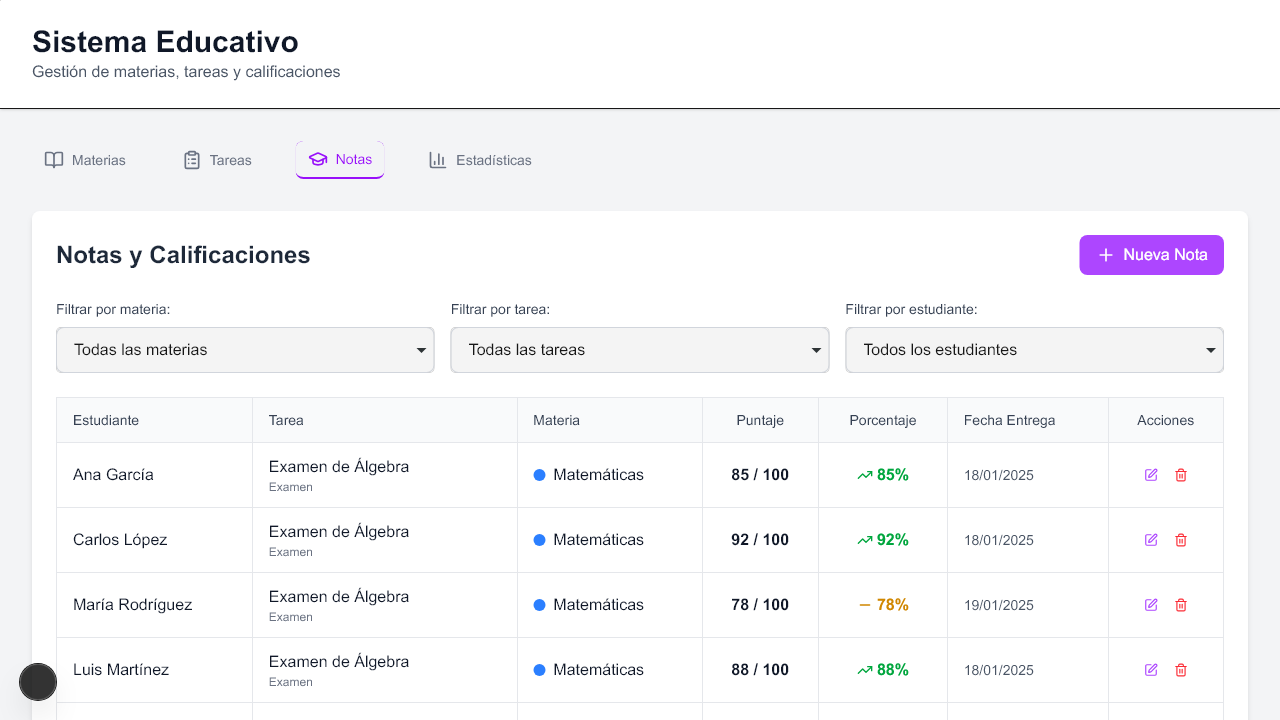 Sistema Educativo
Gestión de materias, tareas y calificaciones
Materias Tareas Notas Estadísticas
Notas y Calificaciones
Nueva Nota
Filtrar por materia: Filtrar por tarea: Filtrar por estudiante:
Todas las materias Todas las tareas Todos los estudiantes
Estudiante Tarea Materia Puntaje Porcentaje Fecha Entrega Acciones
Ana García Examen de Álgebra Matemáticas 85 / 100 85% 18/01/2025
Examen
Carlos López Examen de Álgebra Matemáticas 92 / 100 92% 18/01/2025
Examen
María Rodríguez Examen de Álgebra Matemáticas 78 / 100 78% 19/01/2025
Examen
Luis Martínez Examen de Álgebra Matemáticas 88 / 100 88% 18/01/2025
Examen